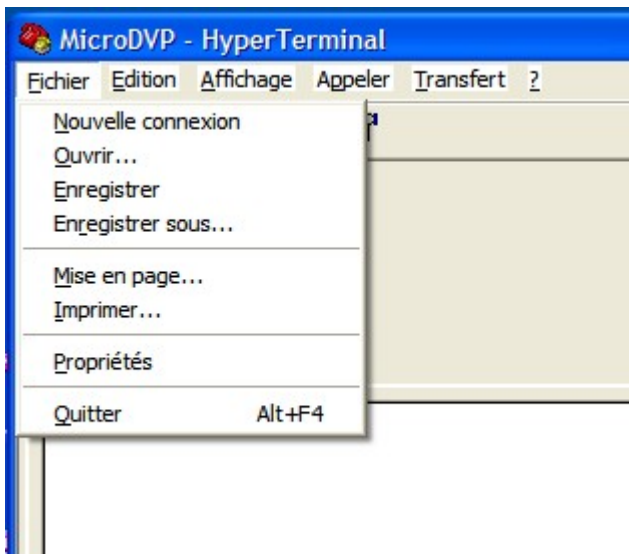 MicroDVP - HyperTerminal
Fichier Edition Affichage Appeler Transfert ?
Nouvelle connexion
Ouvrir...
Enregistrer
Enregistrer sous...
Mise en page...
Imprimer...
Propriétés
Quitter Alt+F4